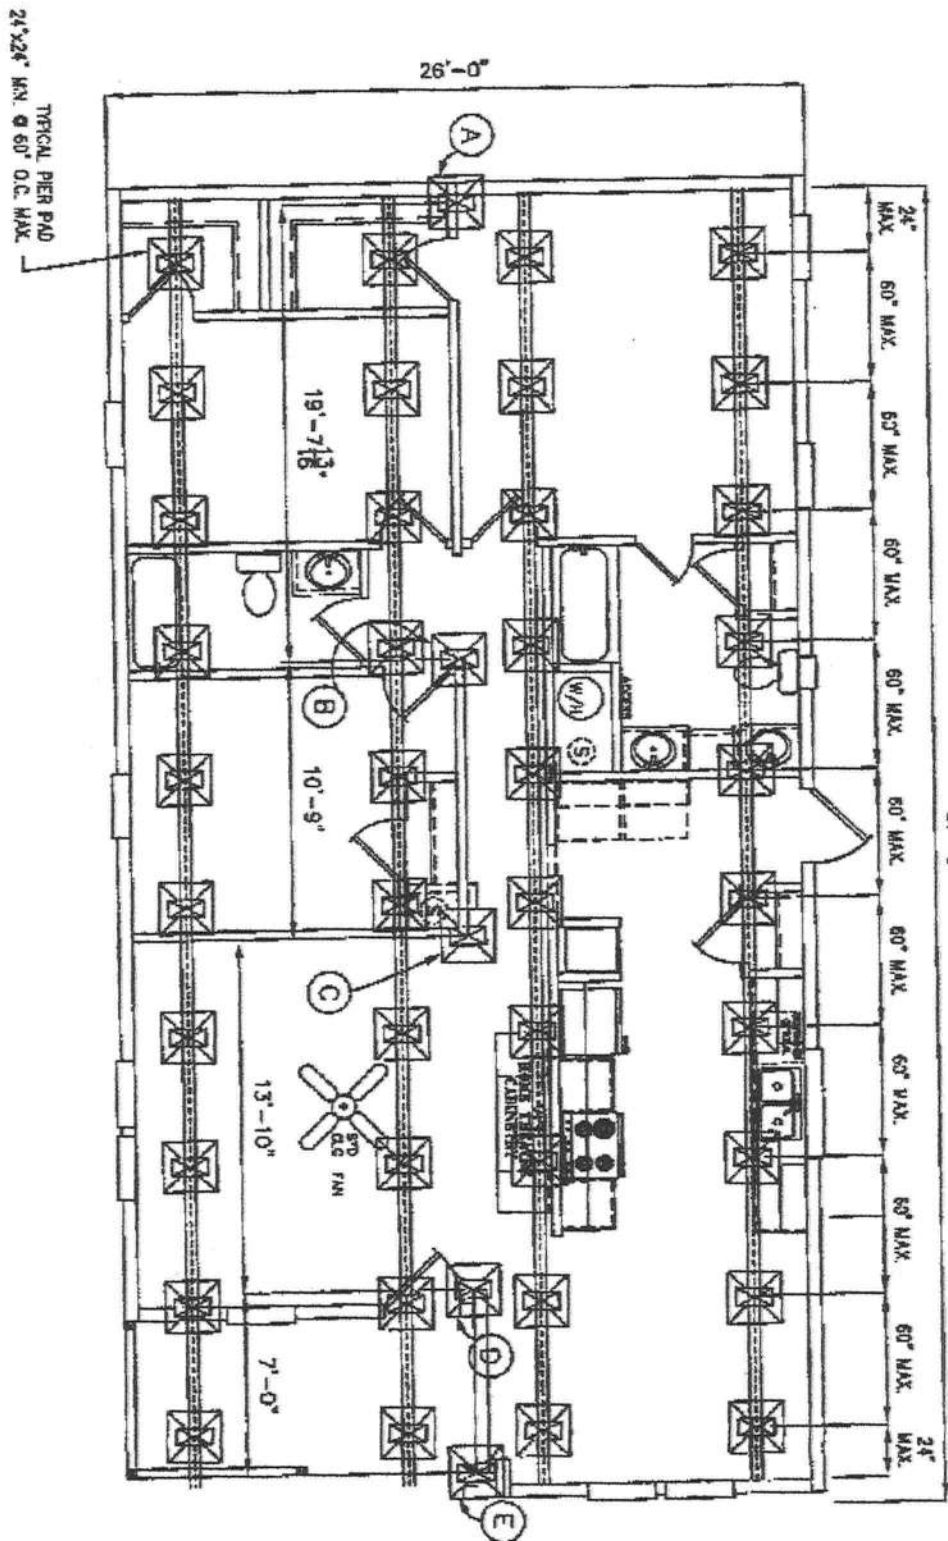 26'-0"
24" MAX.
60" MAX.
60" MAX.
60" MAX
60" MAX
60" MAX.
60" MAX.
60" MAX.
60" MAX.
60" MAX.
24" MAX.
TYPICAL PIER PAD
24"x24" MIN. @ 60" O.C. MAX.
A
19'-7 13/16"
B
10'-9"
C
13'-10"
D
7'-0"
E
W/H
S
ACCESS
STD
CLG FAN
CABINETRY